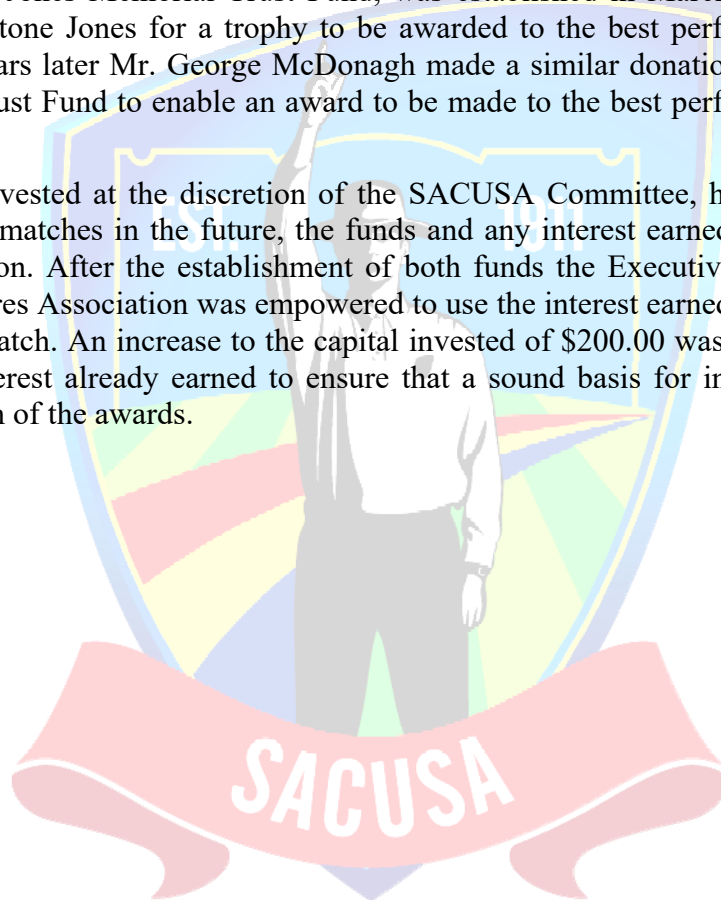 tone Jones for a trophy to be awarded to the best perf
ars later Mr. George McDonagh made a similar donatio
ust Fund to enable an award to be made to the best perf
vested at the discretion of the SACUSA Committee, h
matches in the future, the funds and any interest earned
EST. 1911
on. After the establishment of both funds the Executiv
res Association was empowered to use the interest earned
atch. An increase to the capital invested of $200.00 was
erest already earned to ensure that a sound basis for in
n of the awards.
SACUSA